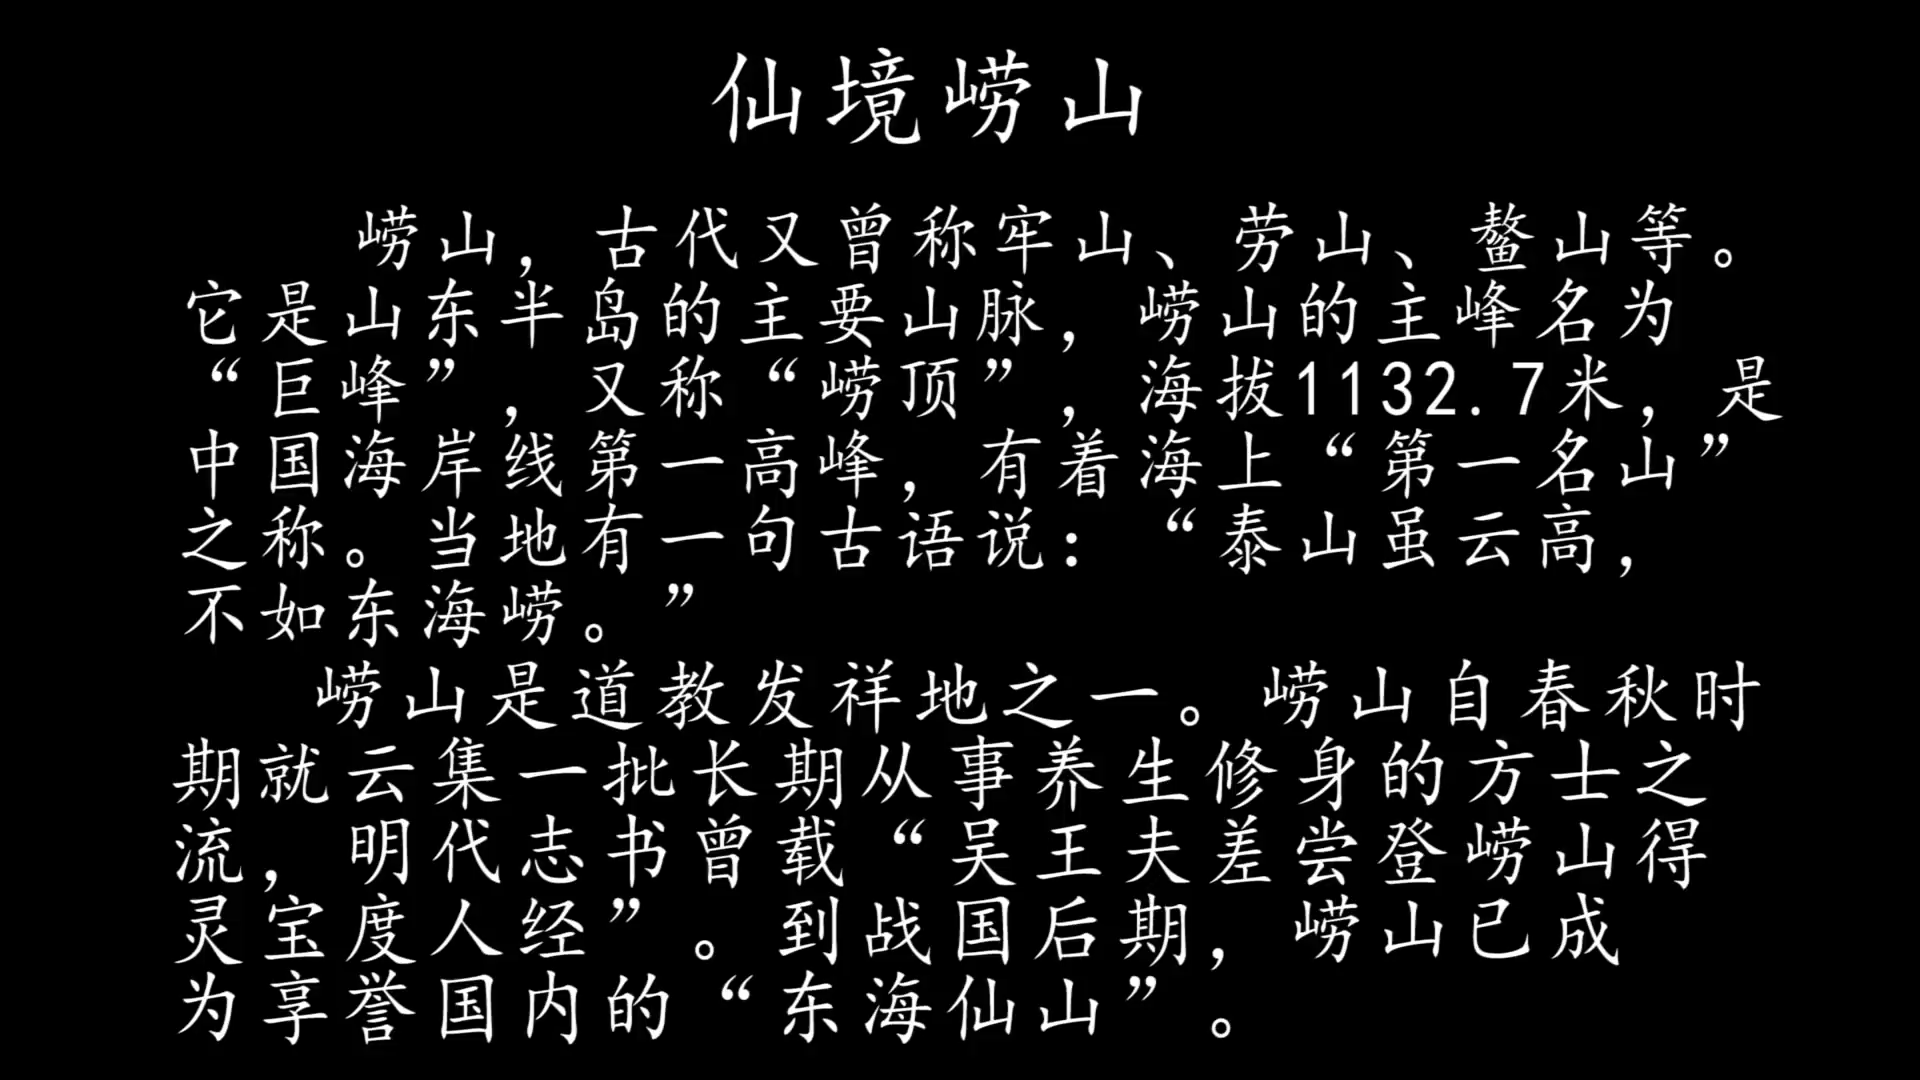 仙境崂山
崂山，古代又曾称牢山、劳山、鳌山等。
它是山东半岛的主要山脉，崂山的主峰名为
“巨峰”，又称“崂顶”，海拔1132.7米，是
中国海岸线第一高峰，有着海上“第一名山”
之称。当地有一句古语说：“泰山虽云高，
不如东海崂。”
崂山是道教发祥地之一。崂山自春秋时
期就云集一批长期从事养生修身的方士之
流，明代志书曾载“吴王夫差尝登崂山得
灵宝度人经”。到战国后期，崂山已成
为享誉国内的“东海仙山”。